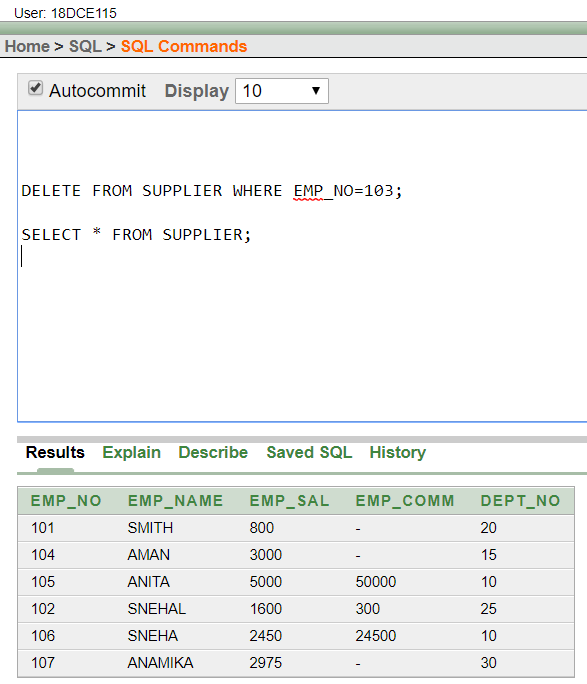 User: 18DCE115
Home > SQL > SQL Commands
Autocommit Display 10
DELETE FROM SUPPLIER WHERE EMP_NO=103;
SELECT * FROM SUPPLIER;
Results Explain Describe Saved SQL History
EMP_NO EMP_NAME EMP_SAL EMP_COMM DEPT_NO
101 SMITH 800 - 20
104 AMAN 3000 - 15
105 ANITA 5000 50000 10
102 SNEHAL 1600 300 25
106 SNEHA 2450 24500 10
107 ANAMIKA 2975 - 30